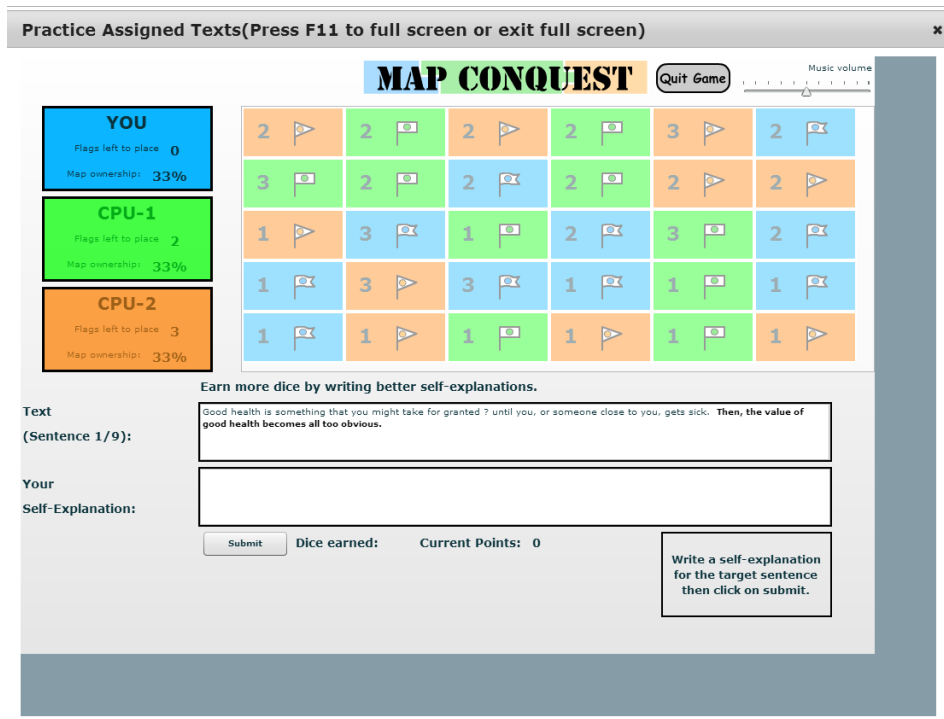 Practice Assigned Texts(Press F11 to full screen or exit full screen) ×
MAP CONQUEST
Quit Game
Music volume
YOU
Flags left to place 0
Map ownership: 33%
CPU-1
Flags left to place 2
Map ownership: 33%
CPU-2
Flags left to place 3
Map ownership: 33%
2 2 2 2 3 2
3 2 2 2 2 2
1 3 1 2 3 2
1 3 3 1 1 1
1 1 1 1 1 1
Earn more dice by writing better self-explanations.
Text
(Sentence 1/9):
Good health is something that you might take for granted ? until you, or someone close to you, gets sick. Then, the value of
good health becomes all too obvious.
Your
Self-Explanation:
Submit
Dice earned:
Current Points: 0
Write a self-explanation
for the target sentence
then click on submit.